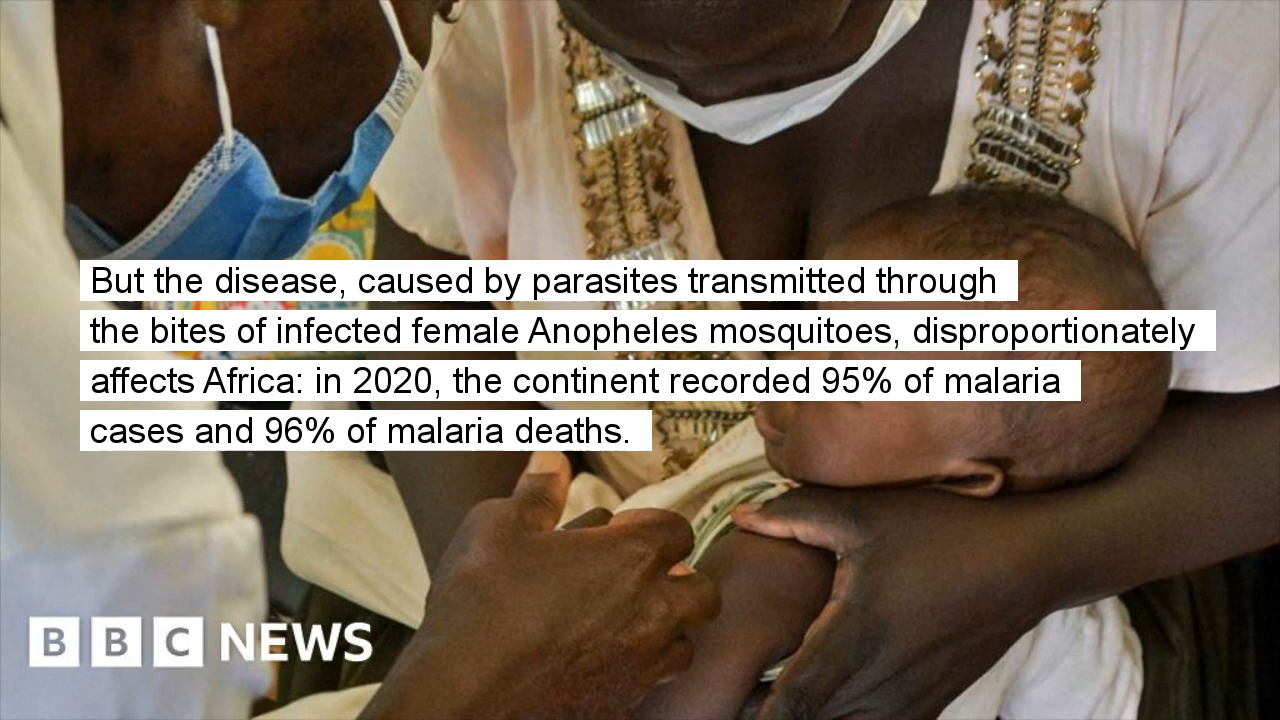 But the disease, caused by parasites transmitted through
the bites of infected female Anopheles mosquitoes, disproportionately
affects Africa: in 2020, the continent recorded 95% of malaria
cases and 96% of malaria deaths.
BBC NEWS